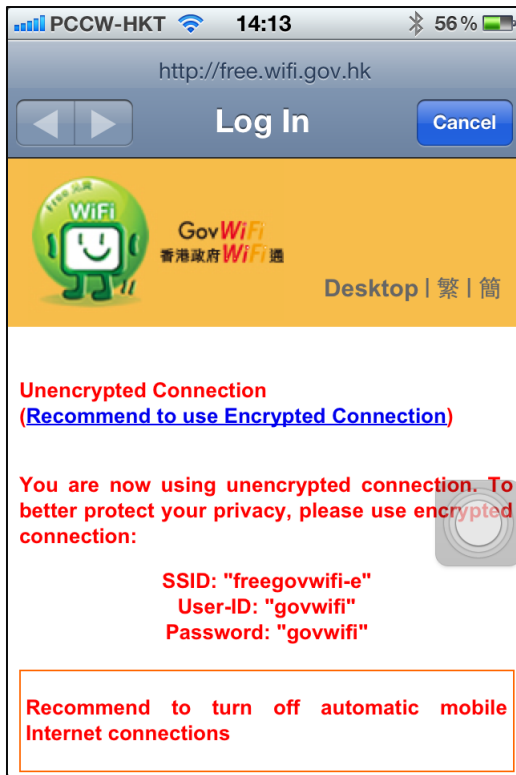 PCCW-HKT 14:13 56%
http://free.wifi.gov.hk
Log In
Cancel
Free 免費
WiFi
GovWiFi
香港政府WiFi通
Desktop | 繁 | 簡
Unencrypted Connection
(Recommend to use Encrypted Connection)
You are now using unencrypted connection. To
better protect your privacy, please use encrypted
connection:
SSID: "freegovwifi-e"
User-ID: "govwifi"
Password: "govwifi"
Recommend to turn off automatic mobile
Internet connections